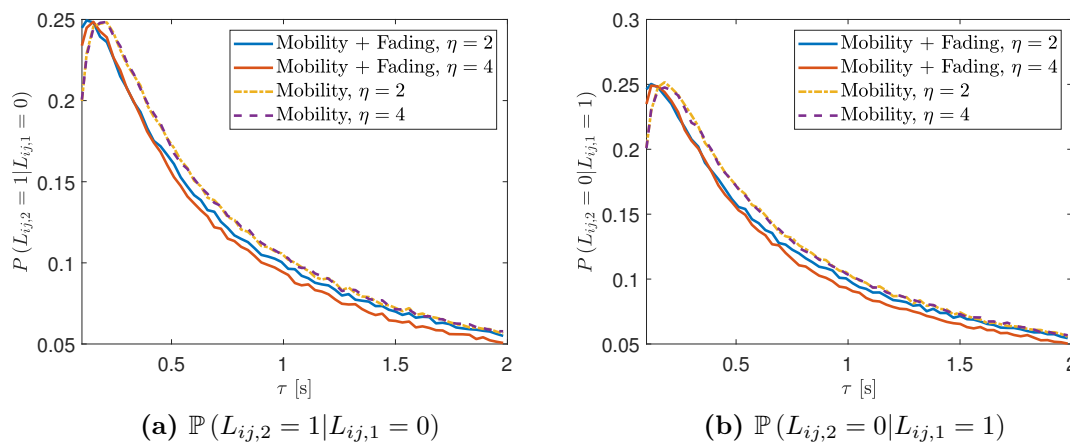 0.25
0.2
0.15
0.1
0.05
P (L_{ij,2} = 1|L_{ij,1} = 0)
Mobility + Fading, η = 2
Mobility + Fading, η = 4
Mobility, η = 2
Mobility, η = 4
0.5 1 1.5 2
τ [s]
(a) ℙ (L_{ij,2} = 1|L_{ij,1} = 0)
0.3
0.25
0.2
0.15
0.1
0.05
P (L_{ij,2} = 0|L_{ij,1} = 1)
Mobility + Fading, η = 2
Mobility + Fading, η = 4
Mobility, η = 2
Mobility, η = 4
0.5 1 1.5 2
τ [s]
(b) ℙ (L_{ij,2} = 0|L_{ij,1} = 1)